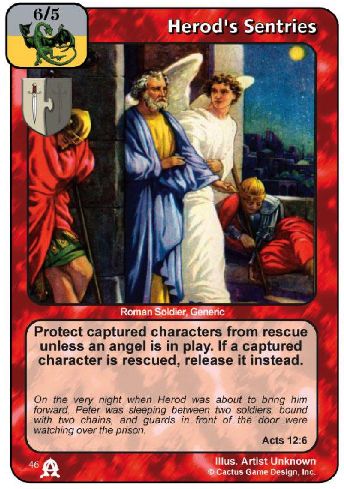 6/5
Herod's Sentries
Roman Soldier, Generic
Protect captured characters from rescue
unless an angel is in play. If a captured
character is rescued, release it instead.
On the very night when Herod was about to bring him
forward, Peter was sleeping between two soldiers, bound
with two chains, and guards in front of the door were
watching over the prison.
Acts 12:6
46
Illus. Artist Unknown
© Cactus Game Design, Inc.